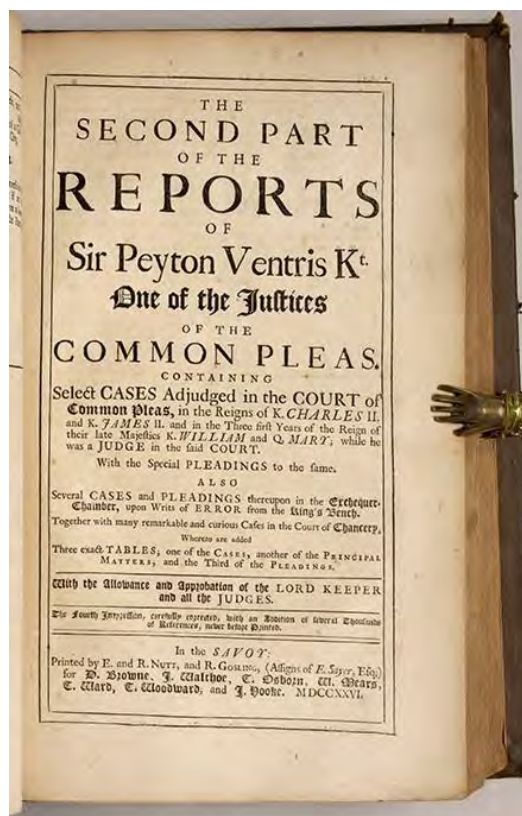 THE
SECOND PART
OF THE
REPORTS
OF
Sir Peyton Ventris Kt.
One of the Juſtices
OF THE
COMMON PLEAS.
CONTAINING
Select CASES Adjudged in the COURT of
Common Pleas, in the Reigns of K. CHARLES II.
and K. JAMES II. and in the Three firſt Years of the Reign of
their late Majeſties K. WILLIAM and Q. MARY; while he
was a JUDGE in the ſaid COURT.
With the Special PLEADINGS to the ſame.
ALSO
Several CASES and PLEADINGS thereupon in the Exchequer-
Chamber, upon Writs of ERROR from the King's Bench.
Together with many remarkable and curious Caſes in the Court of Chancery,
Whereto are added
Three exact TABLES; one of the CASES, another of the PRINCIPAL
MATTERS, and the Third of the PLEADINGS.
With the Allowance and Approbation of the LORD KEEPER
and all the JUDGES.
The Fourth Impreſſion, carefully corrected, with an Addition of ſeveral Thouſands
of References, never before Printed.
In the SAVOY:
Printed by E. and R. NUTT, and R. GOSLING, (Aſſigns of E. Sayer, Eſq;)
for D. Browne, J. Walthoe, T. Osborn, W. Mears,
T. Ward, T. Woodward, and J. Hooke. MDCCXXVI.